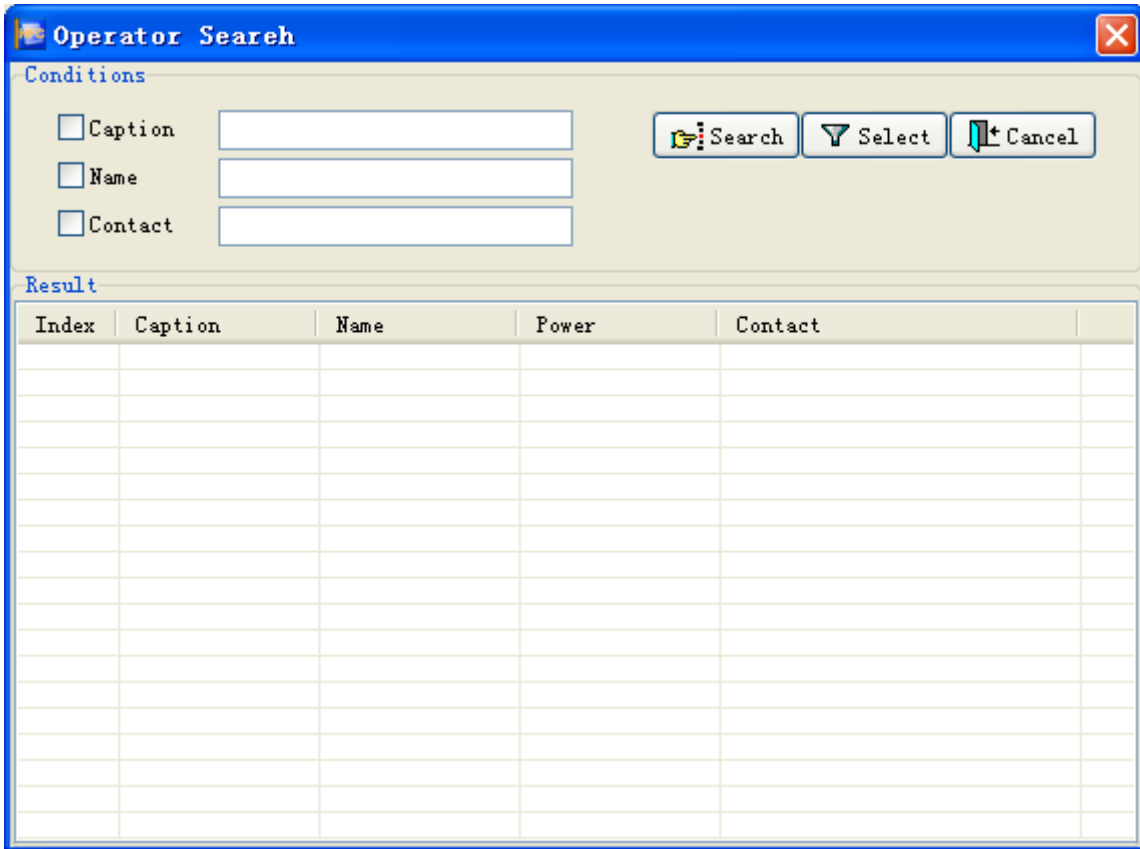 Operator Seareh
Conditions
Caption
Search Select Cancel
Name
Contact
Result
Index Caption Name Power Contact